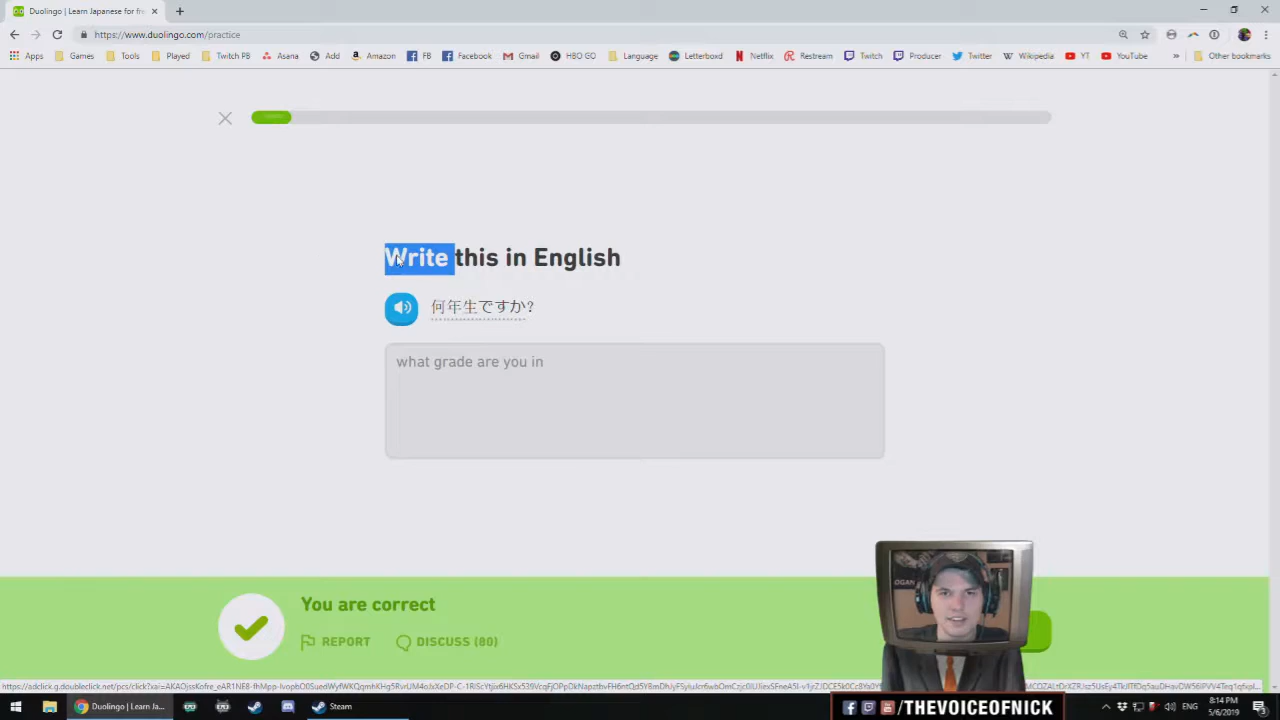 Duolingo | Learn Japanese for fre
https://www.duolingo.com/practice
Apps Games Tools Played Twitch PB Asana Add Amazon FB Facebook Gmail HBO GO Language Letterboxd Netflix Restream Twitch Producer Twitter Wikipedia YT YouTube » Other bookmarks
Write this in English
何年生ですか?
what grade are you in
OGAN
You are correct
REPORT DISCUSS (80)
Duolingo | Learn Ja...
Steam
/THEVOICEOFNICK
ENG
8:14 PM
5/6/2019